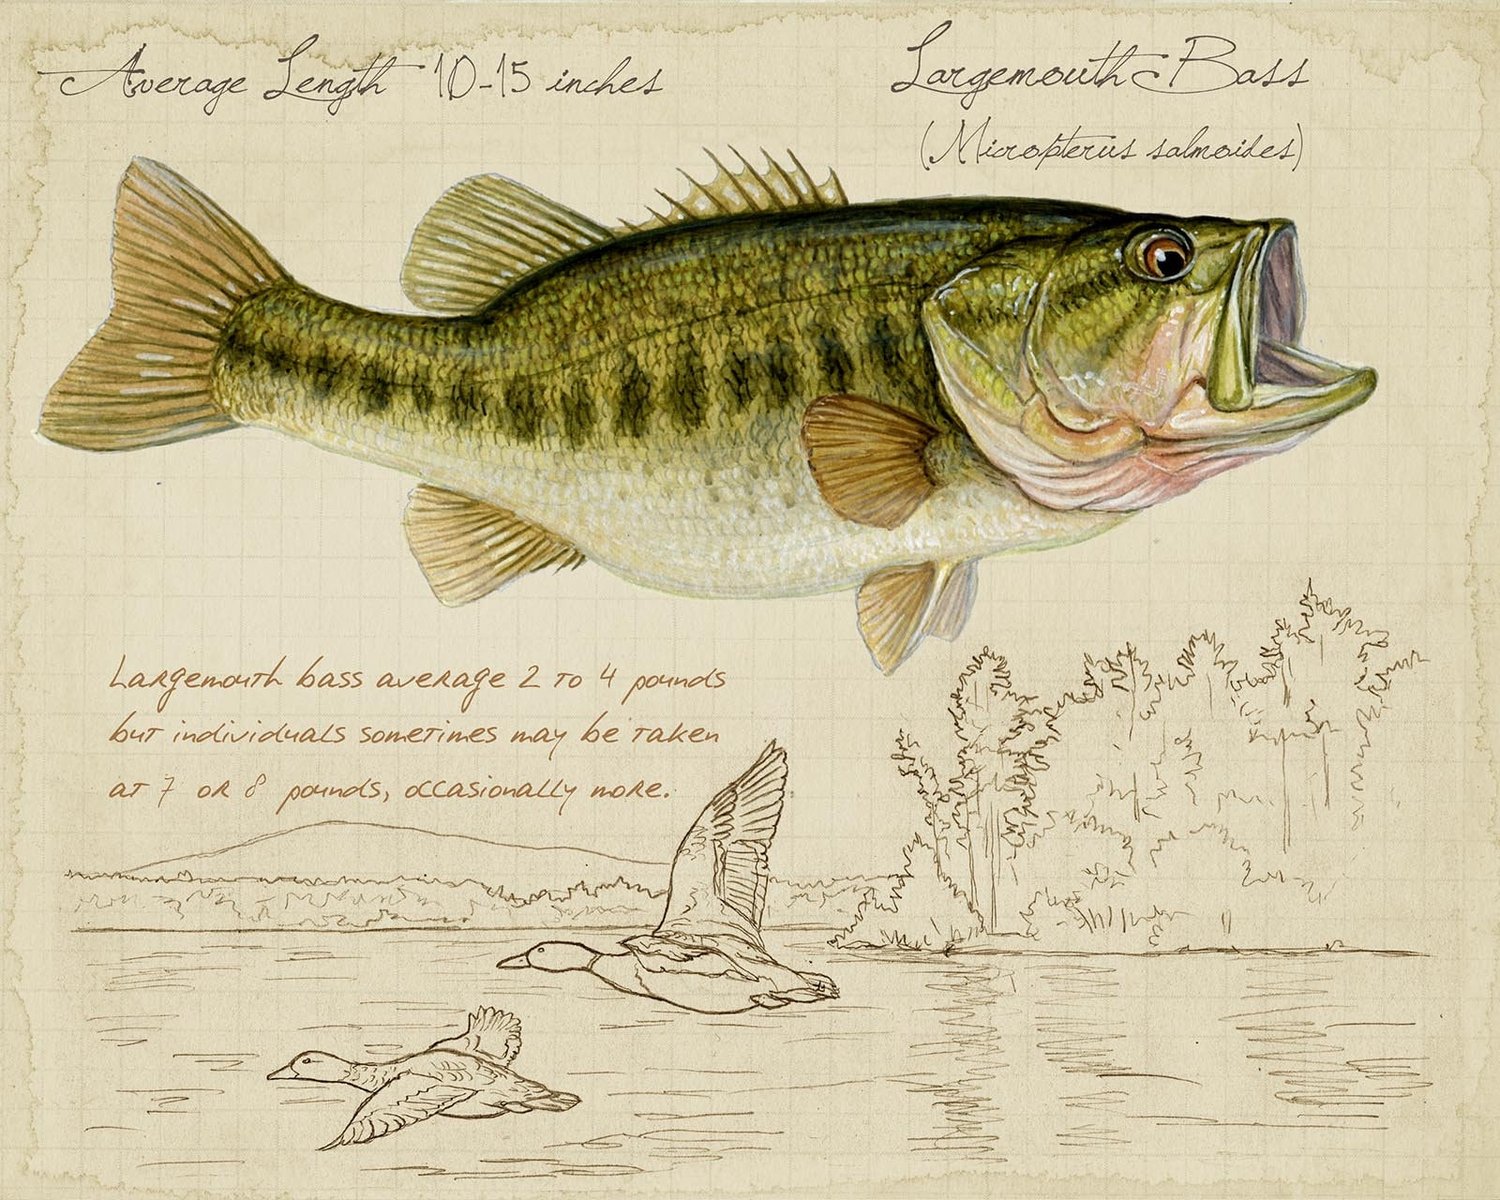 Average Length 10-15 inches
Largemouth Bass
(Micropterus salmoides)
Largemouth bass average 2 to 4 pounds
but individuals sometimes may be taken
at 7 or 8 pounds, occasionally more.